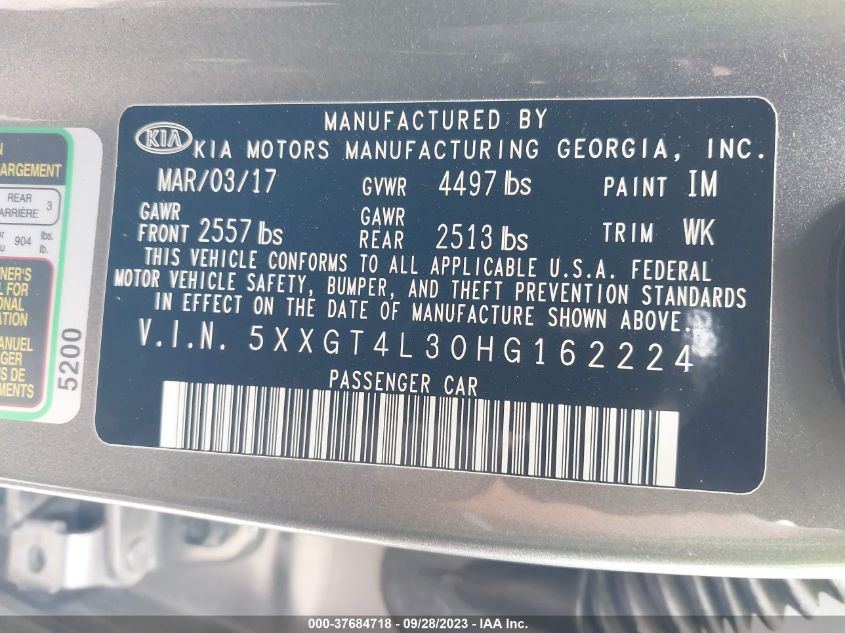 MANUFACTURED BY
KIA KIA MOTORS MANUFACTURING GEORGIA, INC.
MAR/03/17 GVWR 4497 lbs PAINT IM
GAWR FRONT 2557 lbs GAWR REAR 2513 lbs TRIM WK
THIS VEHICLE CONFORMS TO ALL APPLICABLE U.S.A. FEDERAL
MOTOR VEHICLE SAFETY, BUMPER, AND THEFT PREVENTION STANDARDS
IN EFFECT ON THE DATE OF MANUFACTURE SHOWN ABOVE.
V.I.N. 5XXGT4L30HG162224
PASSENGER CAR
REAR 3
904 lbs.
lb.
5200
000-37684718 - 09/28/2023 - IAA Inc.